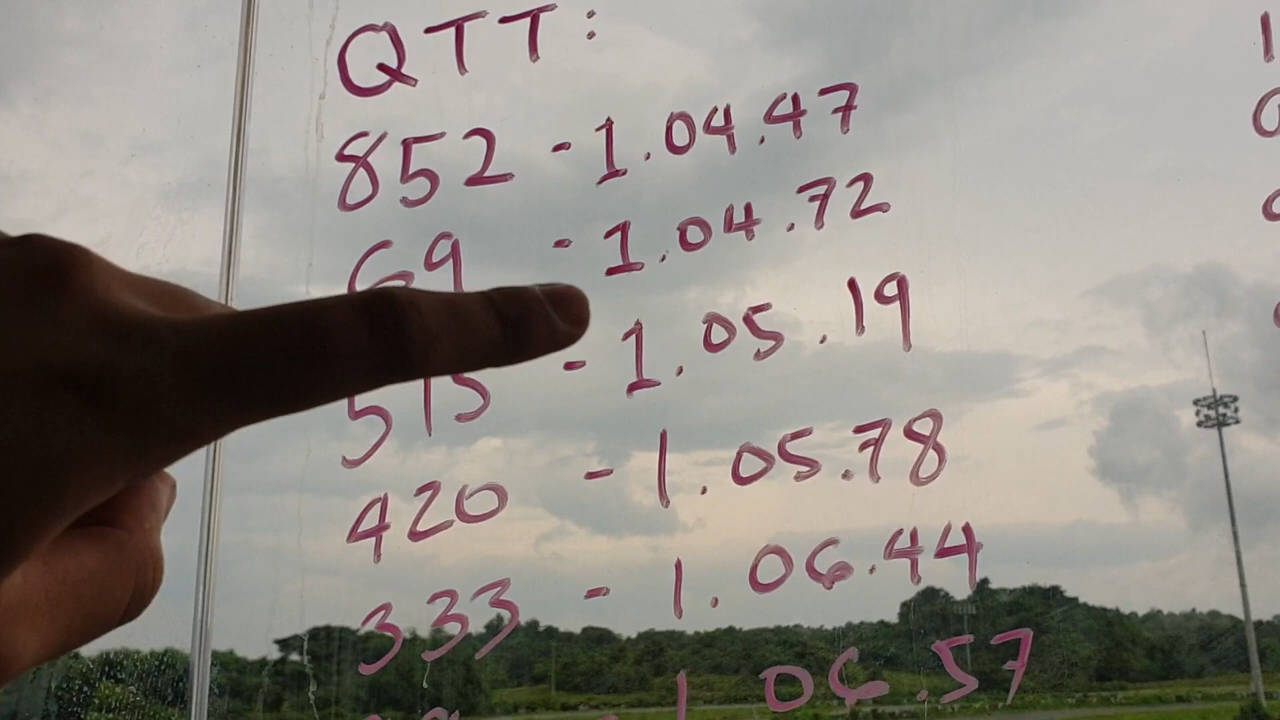 QTT:
852 - 1.04.47
69 - 1.04.72
515 - 1.05.19
420 - 1.05.78
333 - 1.06.44
- 1.06.57